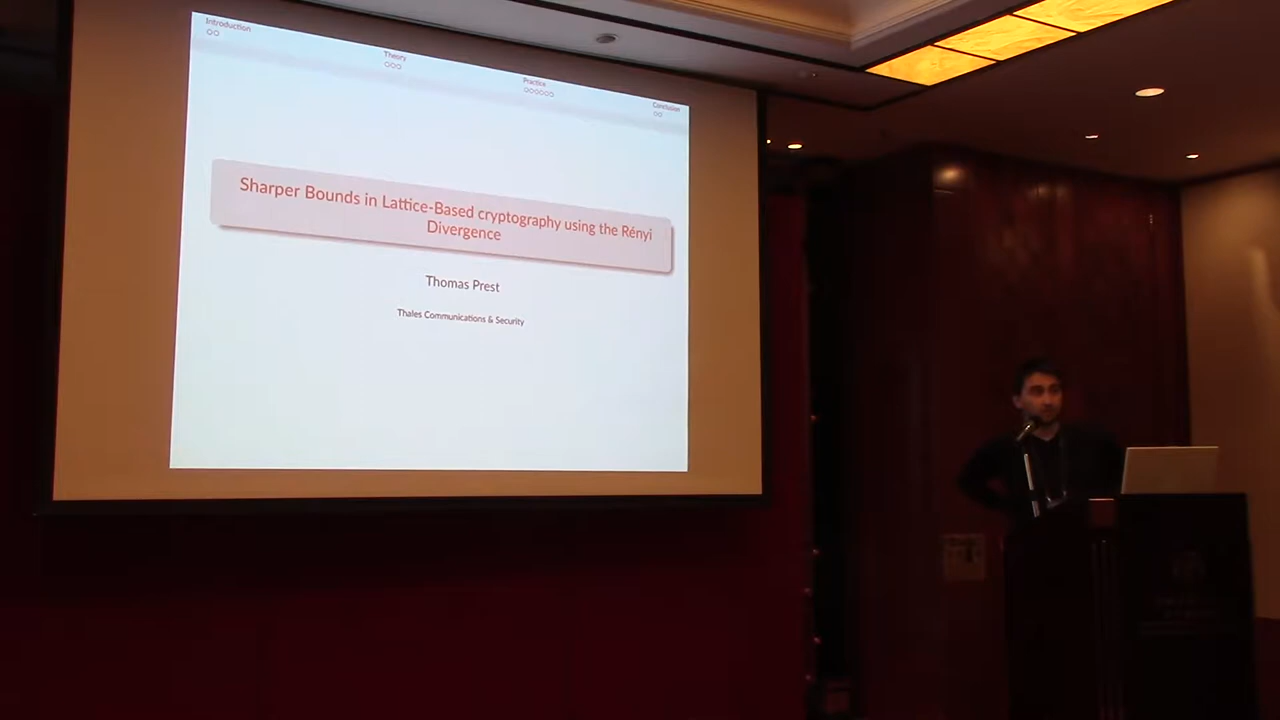 Introduction
Theory
Practice
Conclusion
Sharper Bounds in Lattice-Based cryptography using the Rényi
Divergence
Thomas Prest
Thales Communications & Security